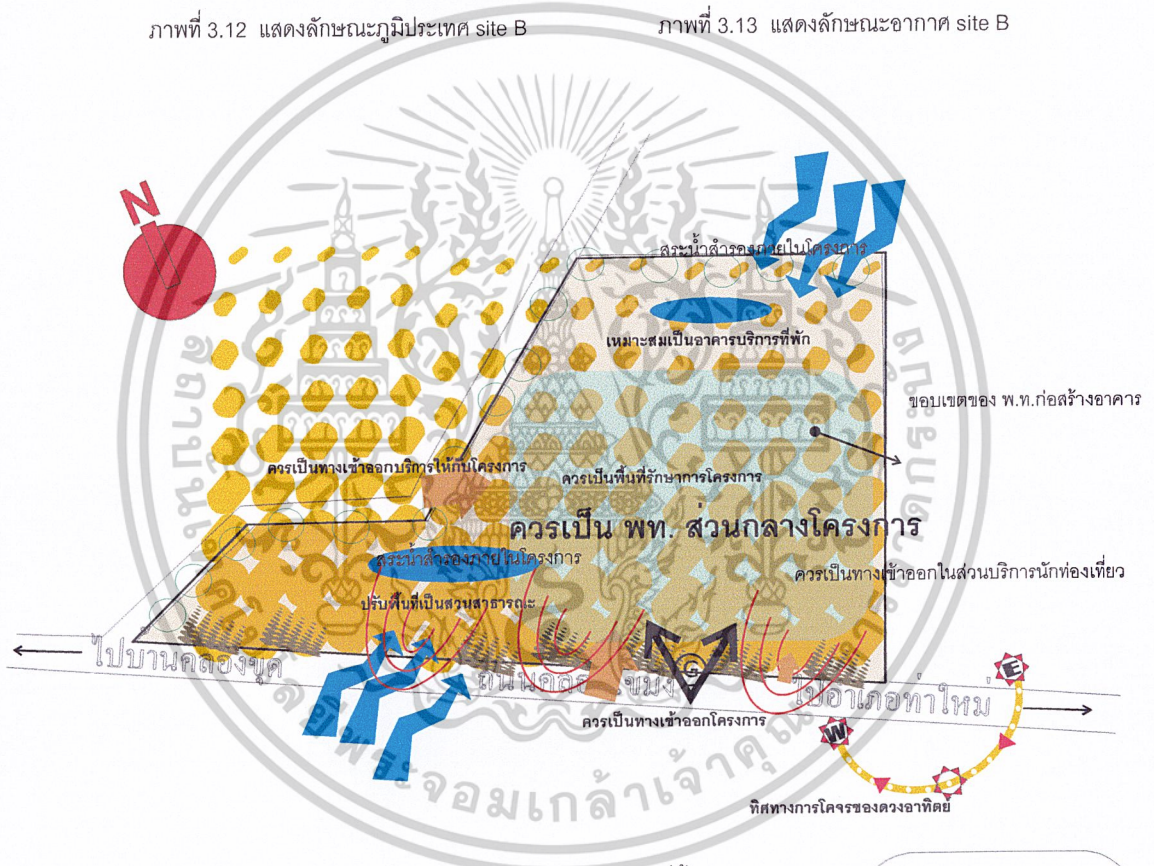 ภาพที่ 3.12 แสดงลักษณะภูมิประเทศ site B
ภาพที่ 3.13 แสดงลักษณะอากาศ site B
N
สระน้ำสำรองภายในโครงการ
เหมาะสมเป็นอาคารบริการที่พัก
ขอบเขตของ พ.ท.ก่อสร้างอาคาร
ควรเป็นทางเข้าออกบริการให้กับโครงการ
ควรเป็นพื้นที่รักษาการโครงการ
ควรเป็น พท. ส่วนกลางโครงการ
สระน้ำสำรองภายในโครงการ
ควรเป็นทางเข้าออกในส่วนบริการนักท่องเที่ยว
ปรับพื้นที่เป็นสวนสาธารณะ
ไปบ้านคลองขุด
G
ไปอำเภอท่าใหม่
E
ควรเป็นทางเข้าออกโครงการ
W
ทิศทางการโคจรของดวงอาทิตย์